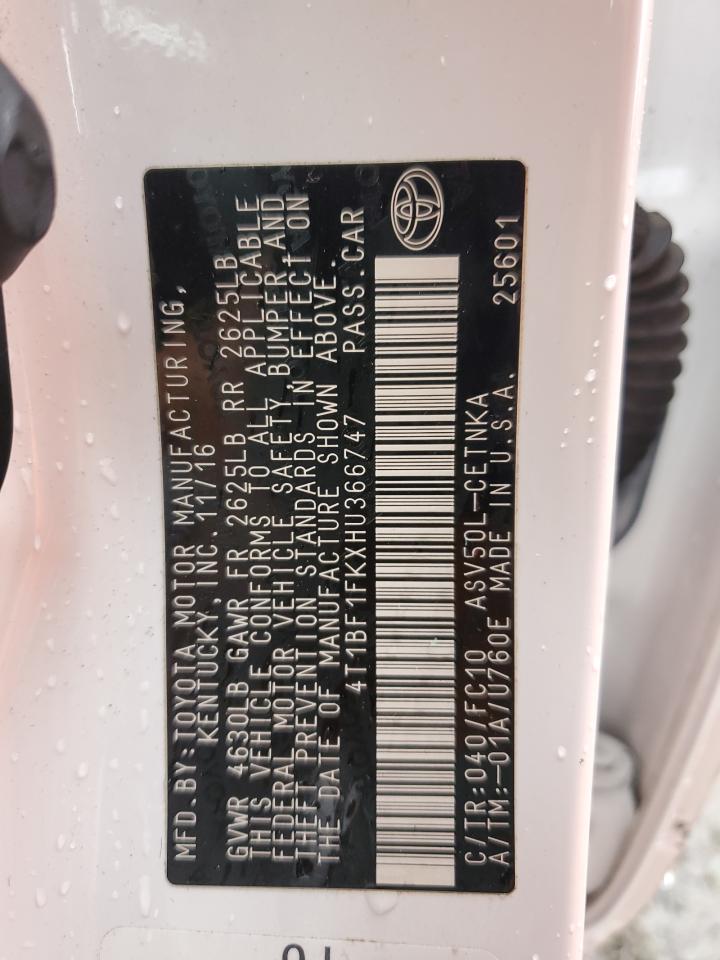 MFD.BY:TOYOTA MOTOR MANUFACTURING,
KENTUCKY,INC. 11/16
GVWR 4630LB GAWR FR 2625LB RR 2625LB
THIS VEHICLE CONFORMS TO ALL APPLICABLE
FEDERAL MOTOR VEHICLE SAFETY,BUMPER,AND
THEFT PREVENTION STANDARDS IN EFFECT ON
THE DATE OF MANUFACTURE SHOWN ABOVE.
4T1BF1FKXHU366747 PASS.CAR
C/TR:040/FC10 ASV50L-CETNKA
A/TM:-01A/U760E MADE IN U.S.A. 25601